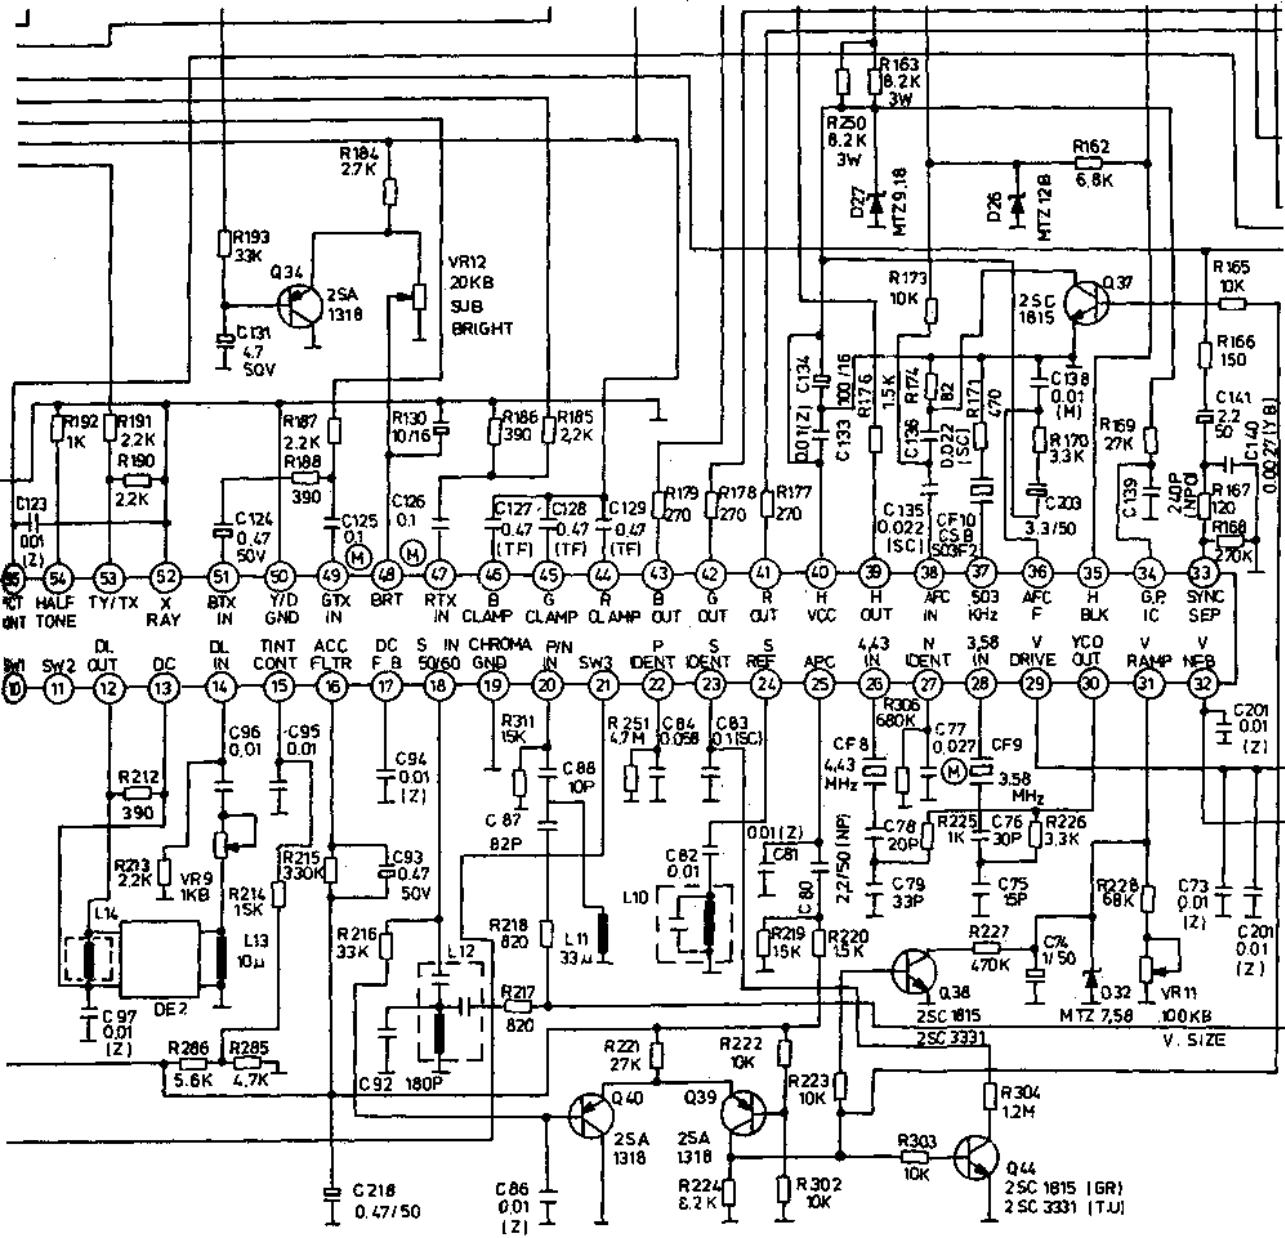 R163
8.2K
3W
R250
8.2K
3W
R184
2.7K
R162
6.8K
D27
MTZ 9.18
D26
MTZ 12B
R193
33K
Q34
2SA
1318
VR12
20KB
SUB
BRIGHT
C131
4.7
50V
R173
10K
2SC
1815
Q37
R165
10K
R166
150
R192
1K
R191
2.2K
R190
2.2K
R187
2.2K
R188
390
R130
10/16
R186
390
R185
2,2K
C134
100/16
0.01(Z)
C133
R176
1.5K
R174
82
C136
0.022
(SC)
R171
470
C138
0.01
(M)
R170
3.3K
R169
27K
C141
2.2
50
C140
0.0027(YB)
C123
0.01
(Z)
C124
0.47
50V
C125
0.1
M
C126
0.1
M
C127
0.47
(TF)
C128
0.47
(TF)
C129
0.47
(TF)
R179
270
R178
270
R177
270
C135
0.022
(SC)
CF10
CSB
503F2
C203
3.3/50
C139
240P
(NPO)
R167
120
R168
270K
55 54 53 52 51 50 49 48 47 46 45 44 43 42 41 40 39 38 37 36 35 34 33
HALF TONE
TY/TX
X RAY
BTX IN
Y/D GND
GTX IN
BRT
RTX IN
B CLAMP
G CLAMP
R CLAMP
B OUT
G OUT
R OUT
H VCC
H OUT
AFC IN
503 KHz
AFC F
H BLK
G.P. IC
SYNC SEP
SW1
SW2
DL OUT
DC
DL IN
TINT CONT
ACC FLTR
DC F B
S IN 50/60
CHROMA GND
P/N IN
SW3
P IDENT
S IDENT
S REF
APC
4,43 IN
N IDENT
3,58 IN
V DRIVE
YCO OUT
V RAMP
V NFB
10 11 12 13 14 15 16 17 18 19 20 21 22 23 24 25 26 27 28 29 30 31 32
C96
0,01
C95
0.01
R212
390
C94
0.01
(Z)
R311
15K
C88
10P
C87
82P
R251
4,7M
C84
0.068
C83
0.1(SC)
R306
680K
CF8
4,43
MHz
C77
0,027
M
CF9
3.58
MHz
C201
0.01
(Z)
R213
2,2K
VR9
1KB
R215
330K
C93
0.47
50V
R214
15K
C82
0.01
0.01(Z)
C81
C80
2,2/50 (NP)
C78
20P
R225
1K
C76
30P
R226
3.3K
C79
33P
C75
15P
R228
68K
C73
0.01
(Z)
C201
0.01
(Z)
L14
L13
10µ
R216
33K
L12
R218
820
L11
33µ
L10
R219
15K
R220
1.5K
R227
470K
C74
1/50
DE2
C97
0.01
(Z)
R217
820
Q38
2SC 1815
2SC 3331
D32
MTZ 7,58
VR11
100KB
V. SIZE
R286
5.6K
R285
4.7K
C92
180P
R221
27K
R222
10K
R223
10K
R304
1.2M
Q40
2SA
1318
Q39
2SA
1318
R303
10K
Q44
2SC 1815 (GR)
2SC 3331 (T,U)
C218
0.47/50
C86
0,01
(Z)
R224
8.2K
R302
10K